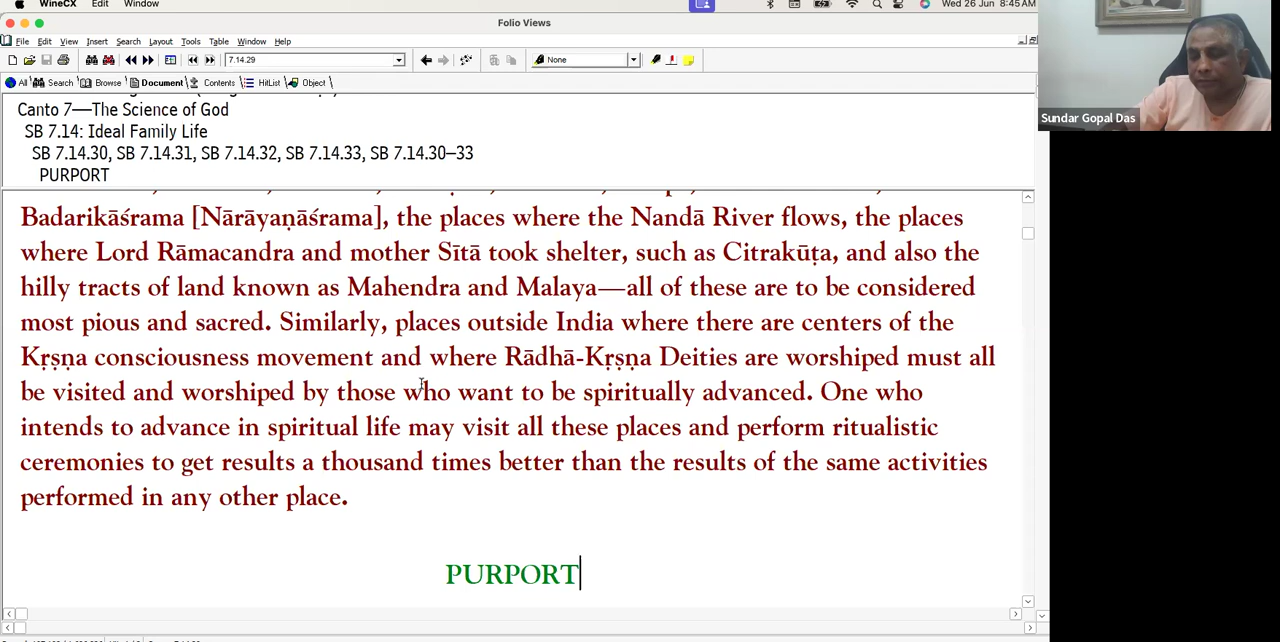 WineCX Edit Window Wed 26 Jun 8:45 AM
Folio Views
File Edit View Insert Search Layout Tools Table Window Help
7.14.29 None
All Search Browse Document Contents HitList Object
Canto 7—The Science of God
SB 7.14: Ideal Family Life
SB 7.14.30, SB 7.14.31, SB 7.14.32, SB 7.14.33, SB 7.14.30–33
PURPORT
Badarikāśrama [Nārāyaṇāśrama], the places where the Nandā River flows, the places
where Lord Rāmacandra and mother Sītā took shelter, such as Citrakūṭa, and also the
hilly tracts of land known as Mahendra and Malaya—all of these are to be considered
most pious and sacred. Similarly, places outside India where there are centers of the
Kṛṣṇa consciousness movement and where Rādhā-Kṛṣṇa Deities are worshiped must all
be visited and worshiped by those who want to be spiritually advanced. One who
intends to advance in spiritual life may visit all these places and perform ritualistic
ceremonies to get results a thousand times better than the results of the same activities
performed in any other place.
PURPORT
Sundar Gopal Das